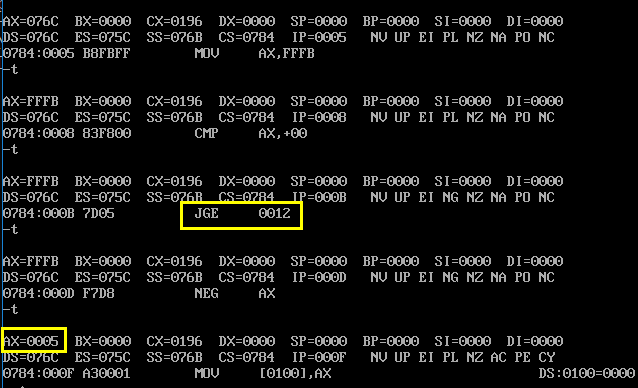 AX=076C BX=0000 CX=0196 DX=0000 SP=0000 BP=0000 SI=0000 DI=0000
DS=076C ES=075C SS=076B CS=0784 IP=0005 NV UP EI PL NZ NA PO NC
0784:0005 B8FBFF MOV AX,FFFB
-t
AX=FFFB BX=0000 CX=0196 DX=0000 SP=0000 BP=0000 SI=0000 DI=0000
DS=076C ES=075C SS=076B CS=0784 IP=0008 NV UP EI PL NZ NA PO NC
0784:0008 83F800 CMP AX,+00
-t
AX=FFFB BX=0000 CX=0196 DX=0000 SP=0000 BP=0000 SI=0000 DI=0000
DS=076C ES=075C SS=076B CS=0784 IP=000B NV UP EI NG NZ NA PO NC
0784:000B 7D05 JGE 0012
-t
AX=FFFB BX=0000 CX=0196 DX=0000 SP=0000 BP=0000 SI=0000 DI=0000
DS=076C ES=075C SS=076B CS=0784 IP=000D NV UP EI NG NZ NA PO NC
0784:000D F7D8 NEG AX
-t
AX=0005 BX=0000 CX=0196 DX=0000 SP=0000 BP=0000 SI=0000 DI=0000
DS=076C ES=075C SS=076B CS=0784 IP=000F NV UP EI PL NZ AC PE CY
0784:000F A30001 MOV [0100],AX DS:0100=0000